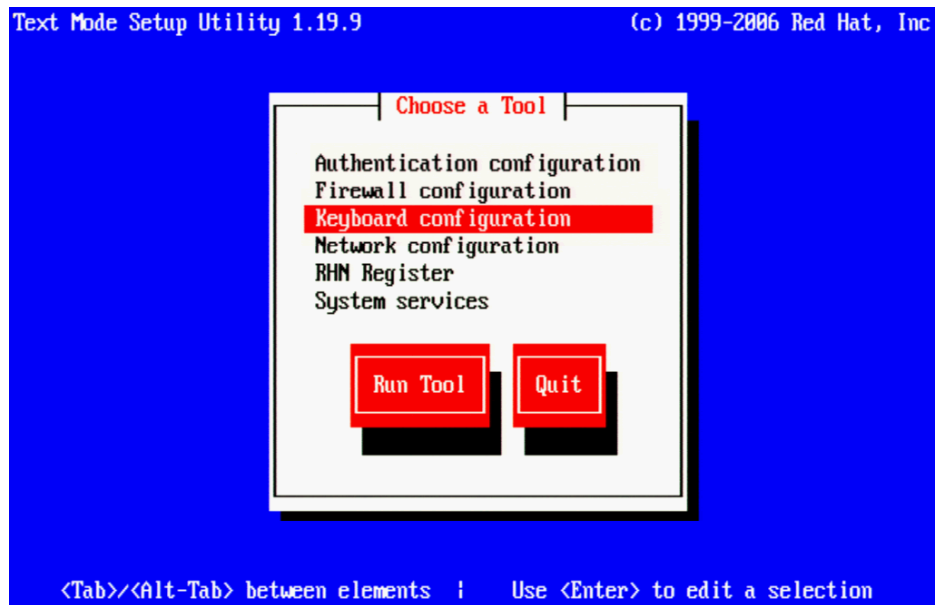 Text Mode Setup Utility 1.19.9 (c) 1999-2006 Red Hat, Inc
Choose a Tool
Authentication configuration
Firewall configuration
Keyboard configuration
Network configuration
RHN Register
System services
Run Tool Quit
<Tab>/<Alt-Tab> between elements ¦ Use <Enter> to edit a selection